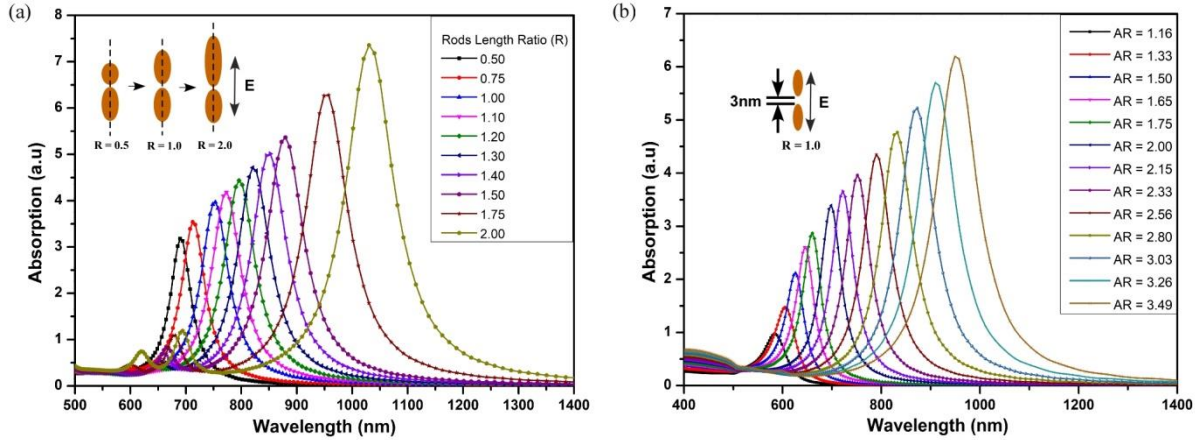 (a)
Absorption (a.u)
8
7
6
5
4
3
2
1
0
500 600 700 800 900 1000 1100 1200 1300 1400
Wavelength (nm)
E
R = 0.5 R = 1.0 R = 2.0
Rods Length Ratio (R)
0.50
0.75
1.00
1.10
1.20
1.30
1.40
1.50
1.75
2.00
(b)
Absorption (a.u)
7
6
5
4
3
2
1
0
400 600 800 1000 1200 1400
Wavelength (nm)
3nm
E
R = 1.0
AR = 1.16
AR = 1.33
AR = 1.50
AR = 1.65
AR = 1.75
AR = 2.00
AR = 2.15
AR = 2.33
AR = 2.56
AR = 2.80
AR = 3.03
AR = 3.26
AR = 3.49